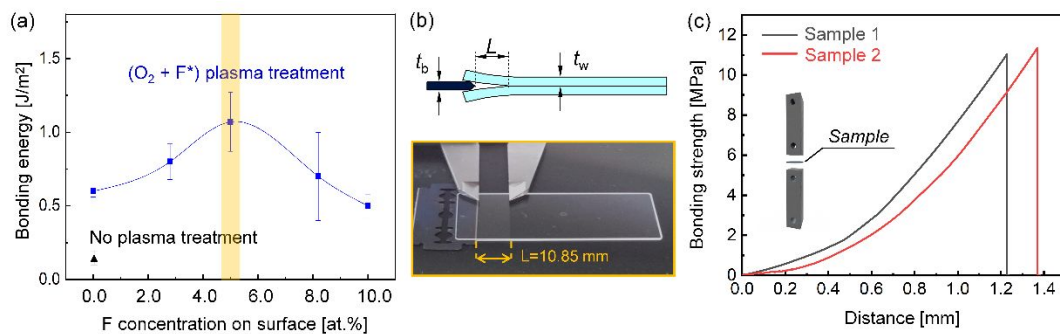 (a)
Bonding energy [J/m²]
1.5
1.0
0.5
0.0
(O₂ + F*) plasma treatment
No plasma treatment
0.0 2.0 4.0 6.0 8.0 10.0
F concentration on surface [at.%]
(b)
L
t_b
t_w
L=10.85 mm
(c)
Bonding strength [MPa]
12
10
8
6
4
2
0
Sample 1
Sample 2
Sample
0.0 0.2 0.4 0.6 0.8 1.0 1.2 1.4
Distance [mm]